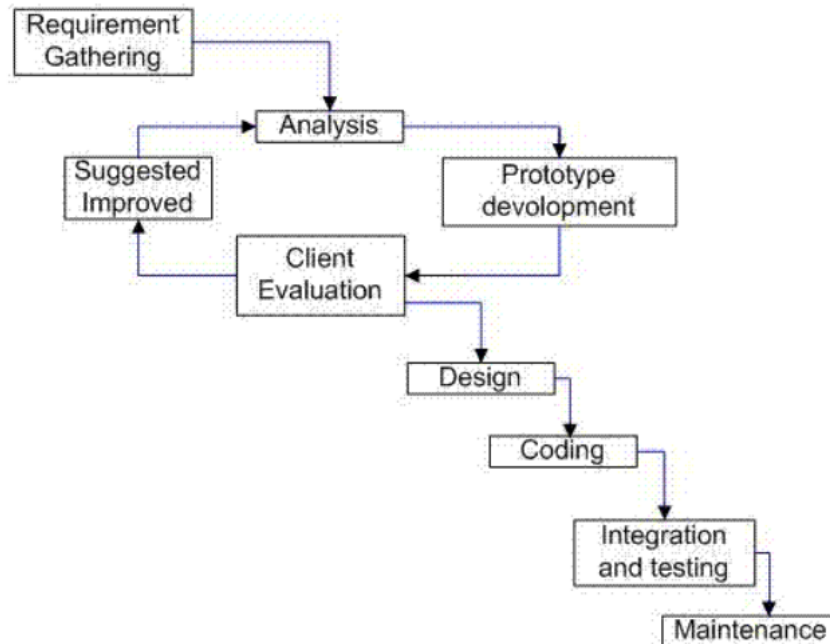 Requirement
Gathering
Analysis
Suggested
Improved
Prototype
devolopment
Client
Evaluation
Design
Coding
Integration
and testing
Maintenance